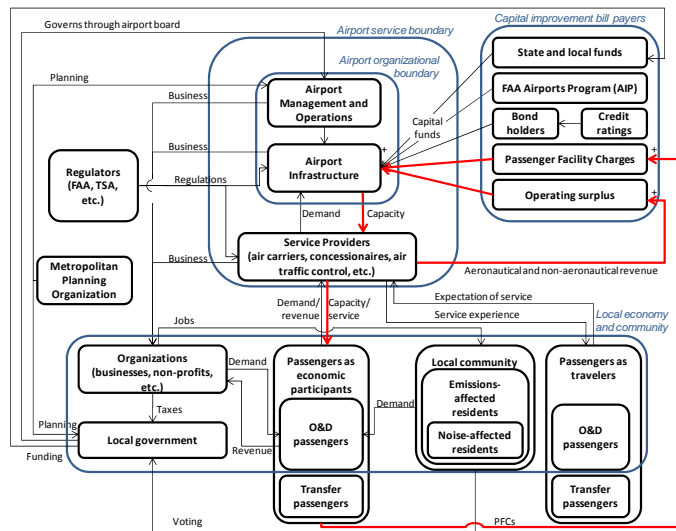 Governs through airport board
Airport service boundary
Capital improvement bill payers
Airport organizational
boundary
State and local funds
Planning
FAA Airports Program (AIP)
Airport
Management and
Operations
Business
Capital
funds
Bond
holders
Credit
ratings
Business
+
+
Airport
Infrastructure
Passenger Facility Charges
Regulators
(FAA, TSA,
etc.)
Regulations
+
Operating surplus
Demand
Capacity
Service Providers
(air carriers, concessionaires, air
traffic control, etc.)
Business
Aeronautical and non-aeronautical revenue
Metropolitan
Planning
Organization
Demand/
revenue
Capacity/
service
Expectation of service
Service experience
Local economy
and community
Jobs
Organizations
(businesses, non-profits,
etc.)
Demand
Passengers as
economic
participants
Local community
Passengers as
travelers
Emissions-
affected
residents
Taxes
Demand
O&D
passengers
O&D
passengers
Planning
Local government
Noise-affected
residents
Funding
Revenue
Transfer
passengers
Transfer
passengers
Voting
PFCs